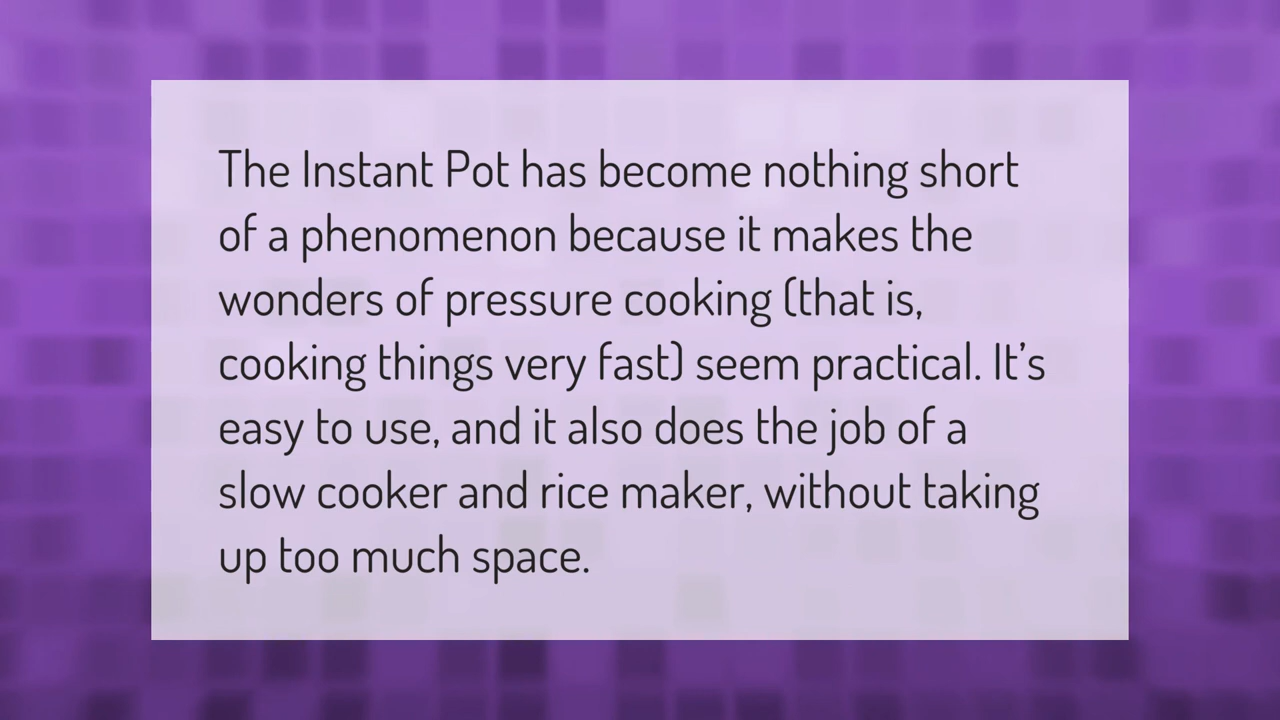 The Instant Pot has become nothing short
of a phenomenon because it makes the
wonders of pressure cooking (that is,
cooking things very fast) seem practical. It’s
easy to use, and it also does the job of a
slow cooker and rice maker, without taking
up too much space.